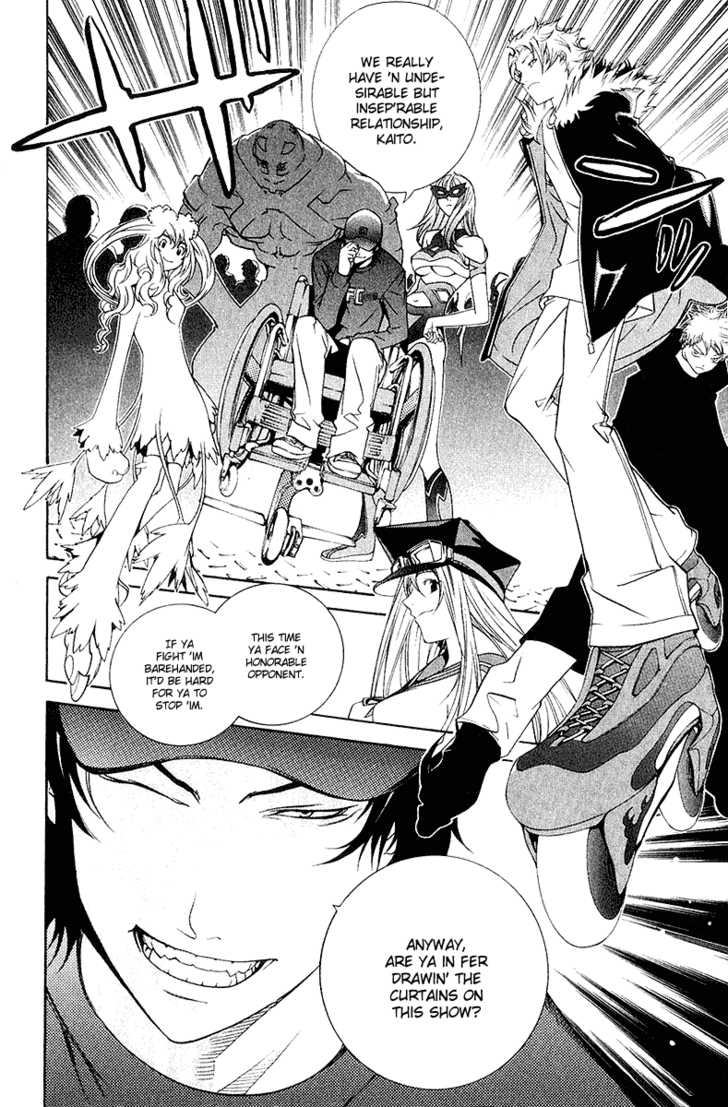 WE REALLY
HAVE 'N UNDE-
SIRABLE BUT
INSEP'RABLE
RELATIONSHIP,
KAITO.
THIS TIME
YA FACE 'N
HONORABLE
OPPONENT.
IF YA
FIGHT 'IM
BAREHANDED,
IT'D BE HARD
FOR YA TO
STOP 'IM.
ANYWAY,
ARE YA IN FER
DRAWIN' THE
CURTAINS ON
THIS SHOW?